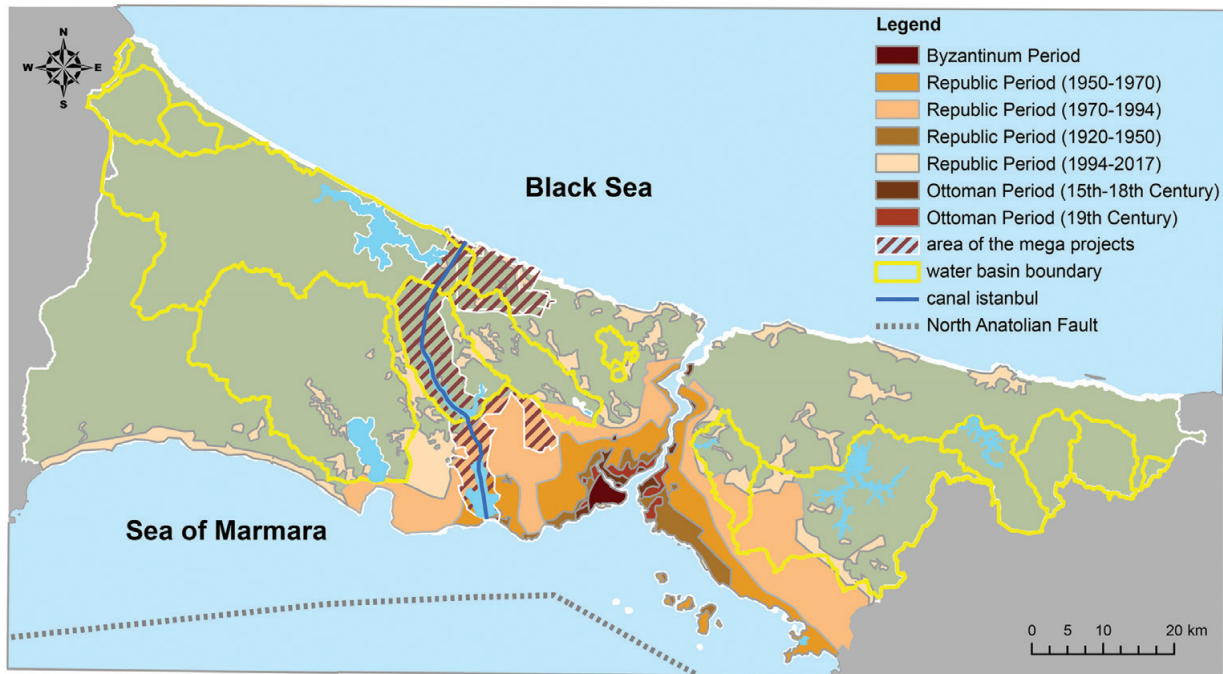 N
W E
S
Black Sea
Sea of Marmara
Legend
Byzantinum Period
Republic Period (1950-1970)
Republic Period (1970-1994)
Republic Period (1920-1950)
Republic Period (1994-2017)
Ottoman Period (15th-18th Century)
Ottoman Period (19th Century)
area of the mega projects
water basin boundary
canal istanbul
North Anatolian Fault
0 5 10 20 km